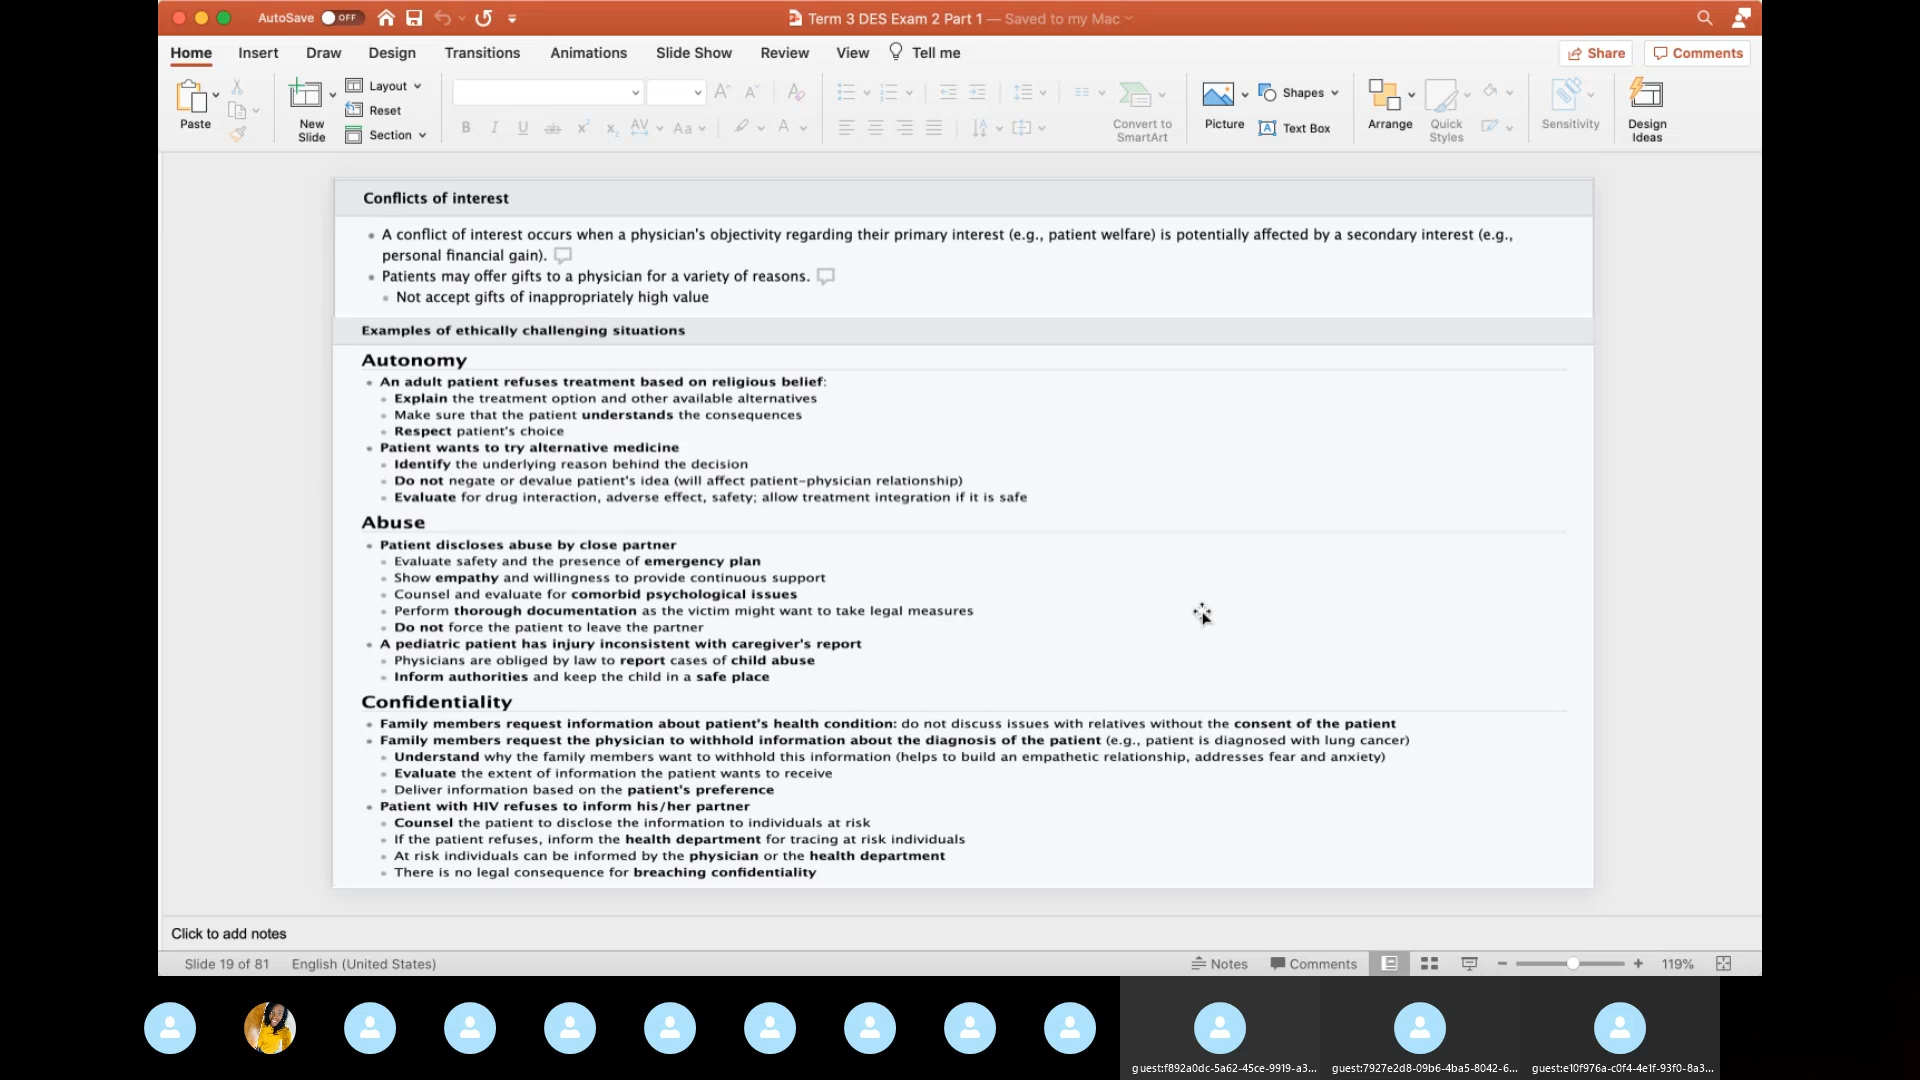 AutoSave OFF
Term 3 DES Exam 2 Part 1 — Saved to my Mac
Home Insert Draw Design Transitions Animations Slide Show Review View Tell me
Share Comments
Paste
New Slide
Layout
Reset
Section
Convert to SmartArt
Picture
Shapes
Text Box
Arrange
Quick Styles
Sensitivity
Design Ideas
Conflicts of interest
A conflict of interest occurs when a physician's objectivity regarding their primary interest (e.g., patient welfare) is potentially affected by a secondary interest (e.g.,
personal financial gain).
Patients may offer gifts to a physician for a variety of reasons.
Not accept gifts of inappropriately high value
Examples of ethically challenging situations
Autonomy
An adult patient refuses treatment based on religious belief:
Explain the treatment option and other available alternatives
Make sure that the patient understands the consequences
Respect patient's choice
Patient wants to try alternative medicine
Identify the underlying reason behind the decision
Do not negate or devalue patient's idea (will affect patient-physician relationship)
Evaluate for drug interaction, adverse effect, safety; allow treatment integration if it is safe
Abuse
Patient discloses abuse by close partner
Evaluate safety and the presence of emergency plan
Show empathy and willingness to provide continuous support
Counsel and evaluate for comorbid psychological issues
Perform thorough documentation as the victim might want to take legal measures
Do not force the patient to leave the partner
A pediatric patient has injury inconsistent with caregiver's report
Physicians are obliged by law to report cases of child abuse
Inform authorities and keep the child in a safe place
Confidentiality
Family members request information about patient's health condition: do not discuss issues with relatives without the consent of the patient
Family members request the physician to withhold information about the diagnosis of the patient (e.g., patient is diagnosed with lung cancer)
Understand why the family members want to withhold this information (helps to build an empathetic relationship, addresses fear and anxiety)
Evaluate the extent of information the patient wants to receive
Deliver information based on the patient's preference
Patient with HIV refuses to inform his/her partner
Counsel the patient to disclose the information to individuals at risk
If the patient refuses, inform the health department for tracing at risk individuals
At risk individuals can be informed by the physician or the health department
There is no legal consequence for breaching confidentiality
Click to add notes
Slide 19 of 81 English (United States) Notes Comments 119%
guest:f892a0dc-5a62-45ce-9919-a3... guest:7927e2d8-09b6-4ba5-8042-6... guest:e10f976a-c0f4-4e1f-93f0-8a3...